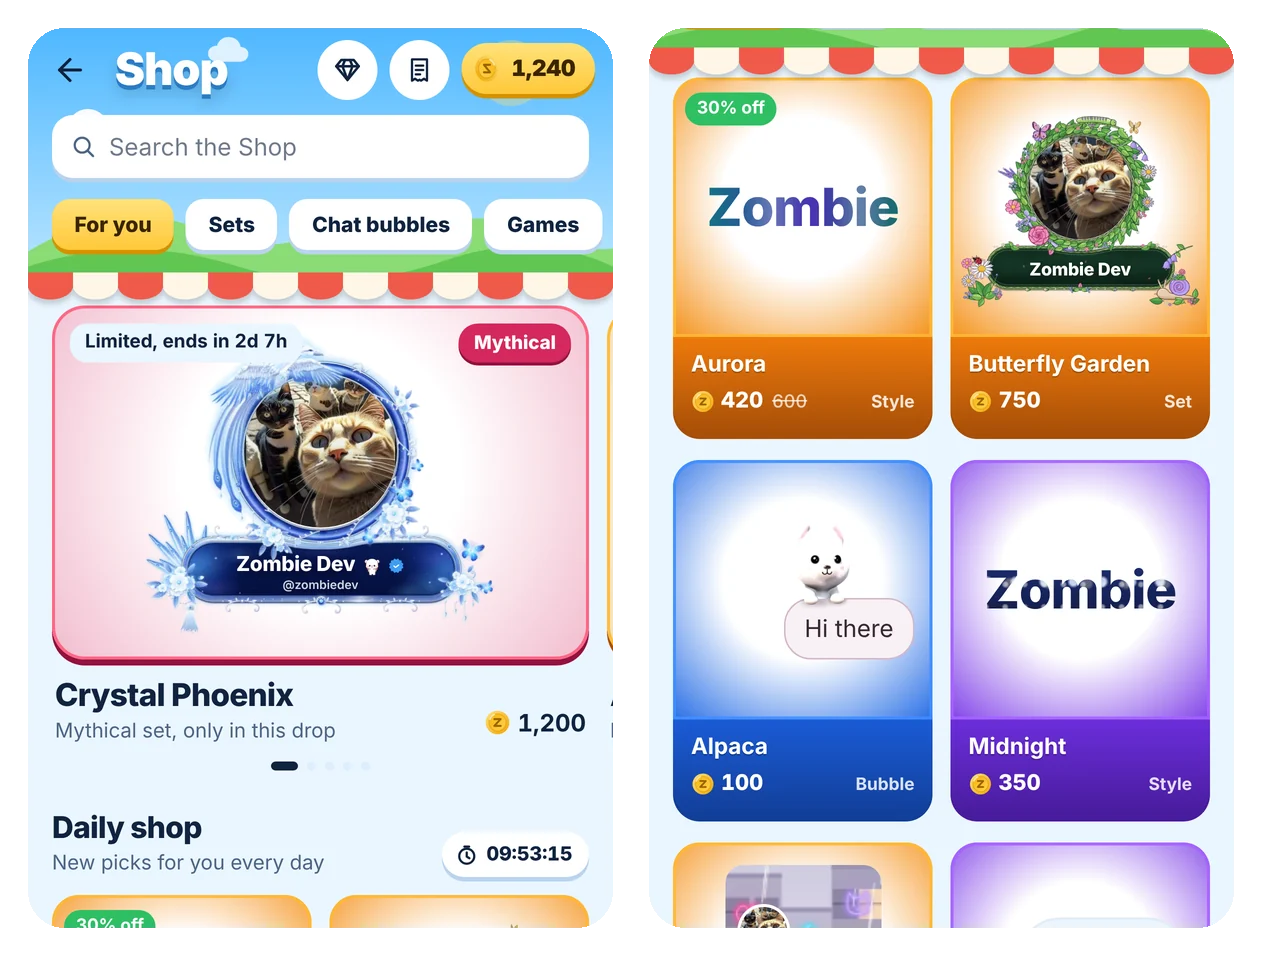 Shop
1,240
Search the Shop
For you
Sets
Chat bubbles
Games
Limited, ends in 2d 7h
Mythical
Zombie Dev
@zombiedev
Crystal Phoenix
Mythical set, only in this drop
1,200
Daily shop
New picks for you every day
09:53:15
30% off
30% off
Zombie
Aurora
420 600
Style
Zombie Dev
Butterfly Garden
750
Set
Hi there
Alpaca
100
Bubble
Zombie
Midnight
350
Style